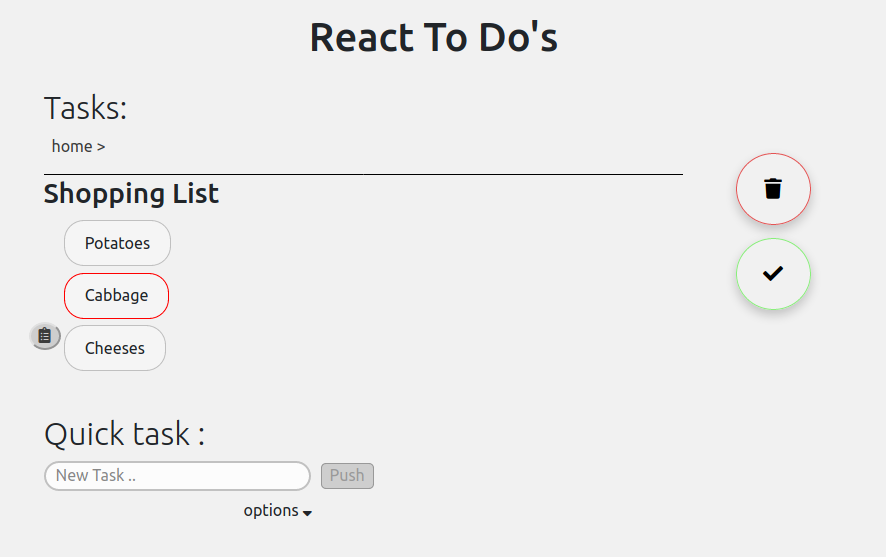 React To Do's
Tasks:
home >
Shopping List
Potatoes
Cabbage
Cheeses
Quick task :
New Task ..
Push
options